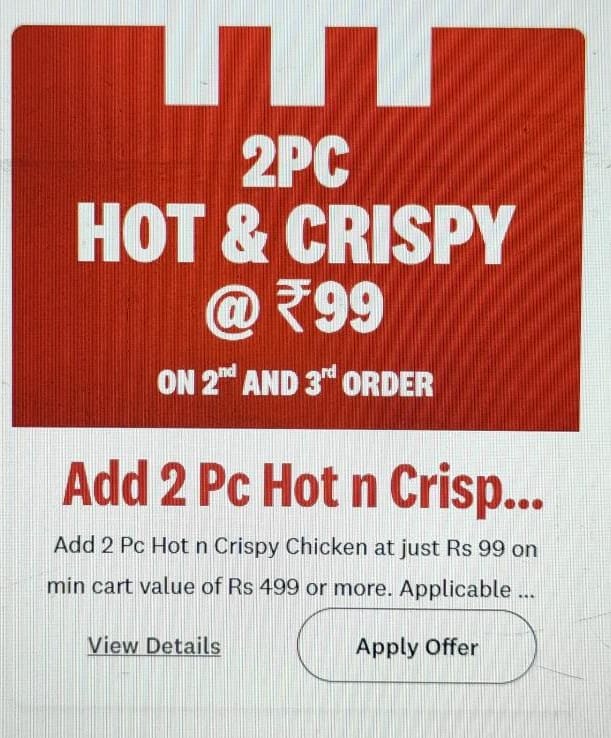 2PC
HOT & CRISPY
@ ₹99
ON 2nd AND 3rd ORDER
Add 2 Pc Hot n Crisp...
Add 2 Pc Hot n Crispy Chicken at just Rs 99 on
min cart value of Rs 499 or more. Applicable ...
View Details
Apply Offer